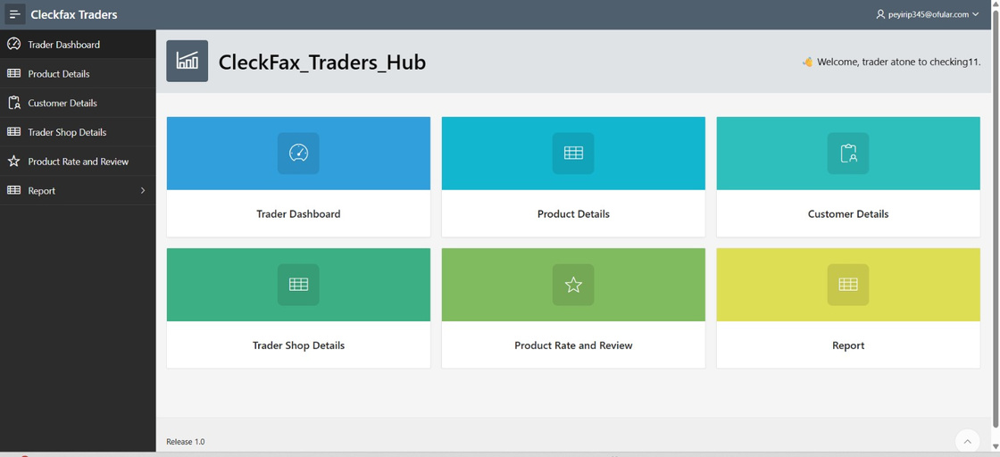 Cleckfax Traders
peyirip345@ofular.com
Trader Dashboard
Product Details
Customer Details
Trader Shop Details
Product Rate and Review
Report
CleckFax_Traders_Hub
Welcome, trader atone to checking11.
Trader Dashboard
Product Details
Customer Details
Trader Shop Details
Product Rate and Review
Report
Release 1.0